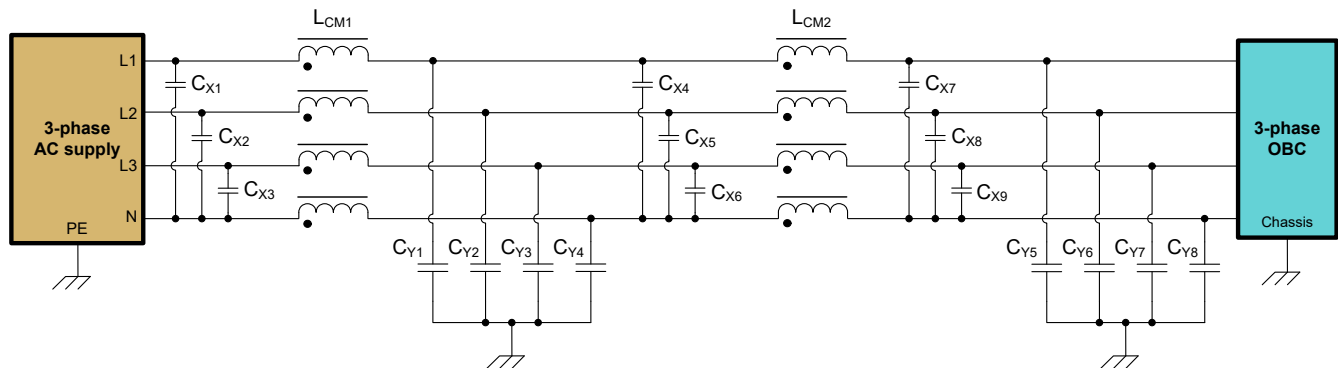 LCM1
LCM2
L1
L2
L3
N
3-phase
AC supply
PE
CX1
CX2
CX3
CX4
CX5
CX6
CX7
CX8
CX9
3-phase
OBC
Chassis
CY1
CY2
CY3
CY4
CY5
CY6
CY7
CY8